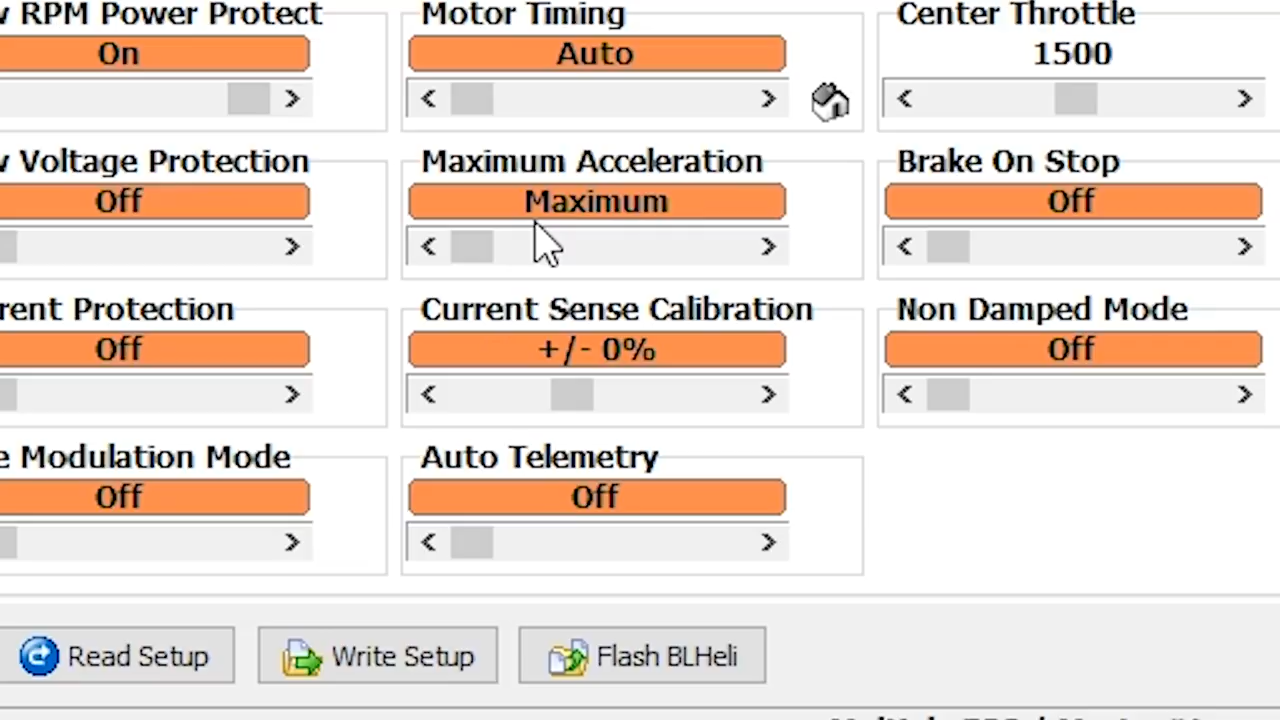 RPM Power Protect
On
Motor Timing
Auto
Center Throttle
1500
Voltage Protection
Off
Maximum Acceleration
Maximum
Brake On Stop
Off
Protection
Off
Current Sense Calibration
+/- 0%
Non Damped Mode
Off
Modulation Mode
Off
Auto Telemetry
Off
Read Setup
Write Setup
Flash BLHeli